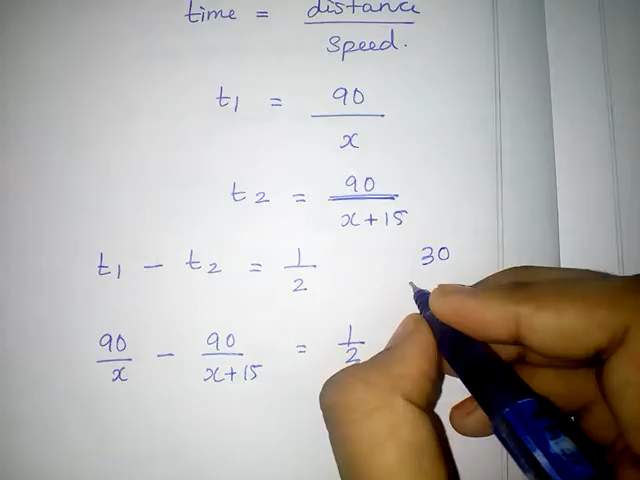 time = distance / speed.
t₁ = 90 / x
t₂ = 90 / x+15
t₁ – t₂ = 1/2 30
90/x – 90/x+15 = 1/2